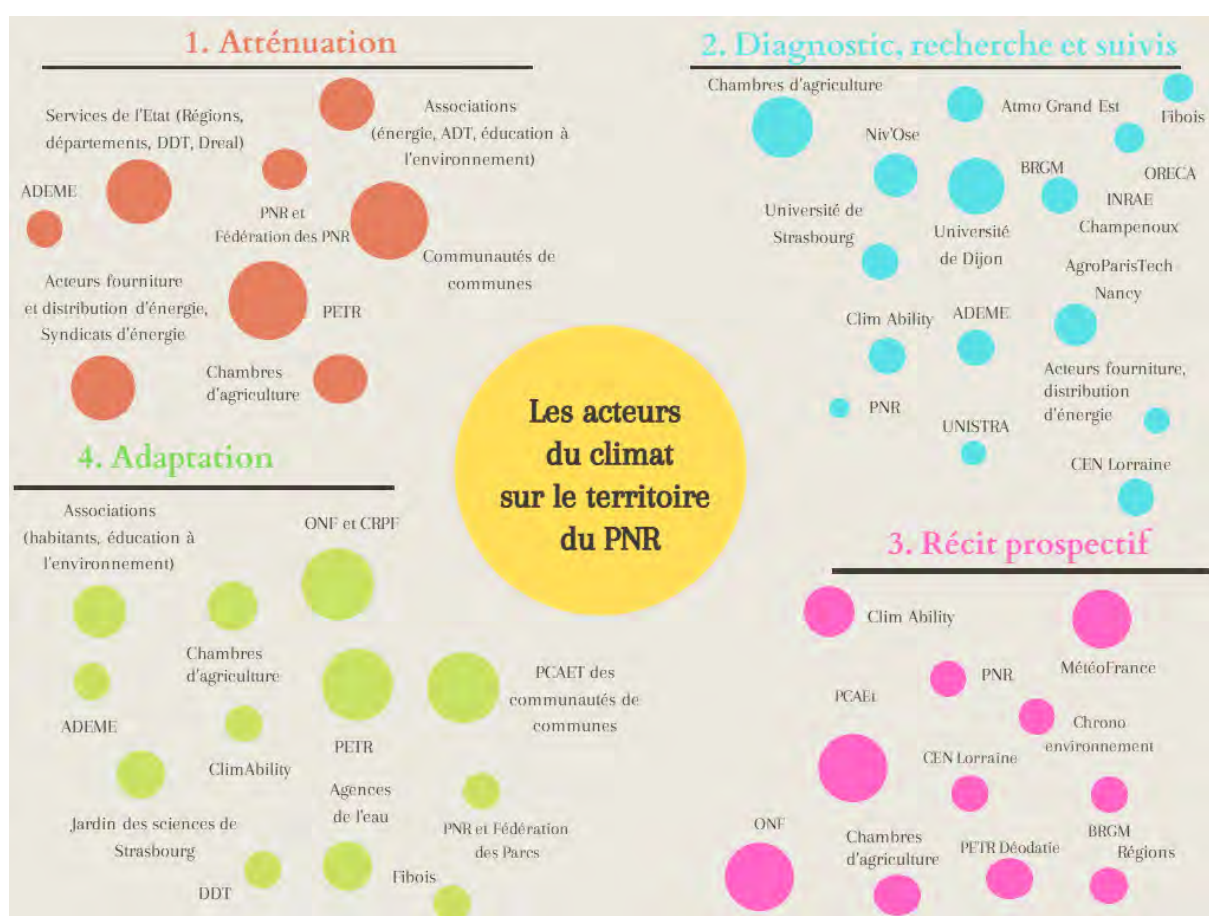 1. Atténuation
Services de l'Etat (Régions,
départements, DDT, Dreal)
Associations
(énergie, ADT, éducation à
l'environnement)
ADEME
PNR et
Fédération des PNR
Communautés de
communes
Acteurs fourniture
et distribution d'énergie,
Syndicats d'énergie
PETR
Chambres
d'agriculture
2. Diagnostic, recherche et suivis
Chambres d'agriculture
Atmo Grand Est
Fibois
Niv'Ose
BRGM
ORECA
INRAE
Champenoux
Université de
Strasbourg
Université
de Dijon
AgroParisTech
Nancy
Clim Ability
ADEME
Acteurs fourniture,
distribution
d'énergie
PNR
UNISTRA
CEN Lorraine
Les acteurs
du climat
sur le territoire
du PNR
3. Récit prospectif
Clim Ability
MétéoFrance
PNR
PCAEt
Chrono
environnement
CEN Lorraine
BRGM
ONF
Chambres
d'agriculture
PETR Déodatie
Régions
4. Adaptation
Associations
(habitants, éducation à
l'environnement)
ONF et CRPF
Chambres
d'agriculture
PCAET des
communautés de
communes
ADEME
PETR
ClimAbility
Agences
de l'eau
Jardin des sciences de
Strasbourg
PNR et Fédération
des Parcs
DDT
Fibois